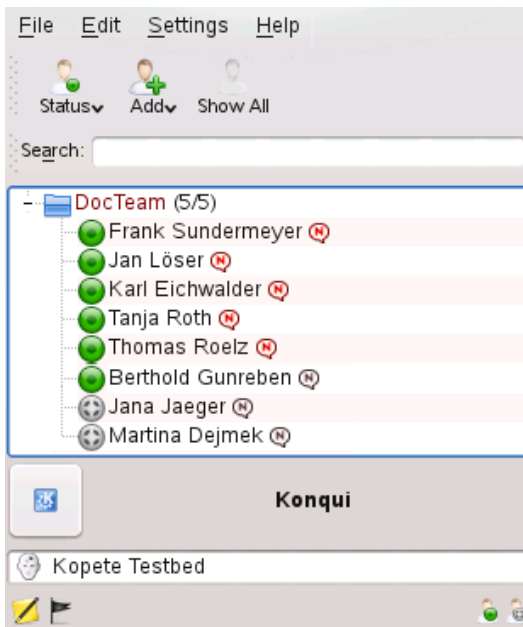 File Edit Settings Help
Status Add Show All
Search:
DocTeam (5/5)
Frank Sundermeyer
Jan Löser
Karl Eichwalder
Tanja Roth
Thomas Roelz
Berthold Gunreben
Jana Jaeger
Martina Dejmek
Konqui
Kopete Testbed